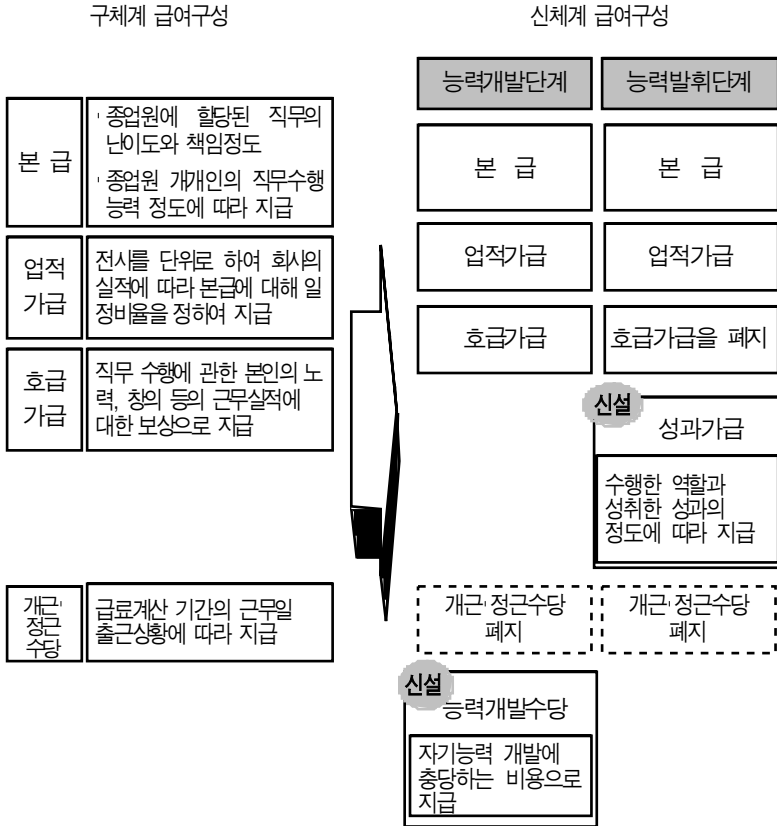 구체계 급여구성
신체계 급여구성
능력개발단계
능력발휘단계
본 급
' 종업원에 할당된 직무의
난이도와 책임정도
' 종업원 개개인의 직무수행
능력 정도에 따라 지급
본 급
본 급
업적
가급
전사를 단위로 하여 회사의
실적에 따라 본급에 대해 일
정비율을 정하여 지급
업적가급
업적가급
호급
가급
직무 수행에 관한 본인의 노
력, 창의 등의 근무실적에
대한 보상으로 지급
호급가급
호급가급을 폐지
신설
성과가급
수행한 역할과
성취한 성과의
정도에 따라 지급
개근'
정근
수당
급료계산 기간의 근무일
출근상황에 따라 지급
개근' 정근수당
폐지
개근' 정근수당
폐지
신설
능력개발수당
자기능력 개발에
충당하는 비용으로
지급